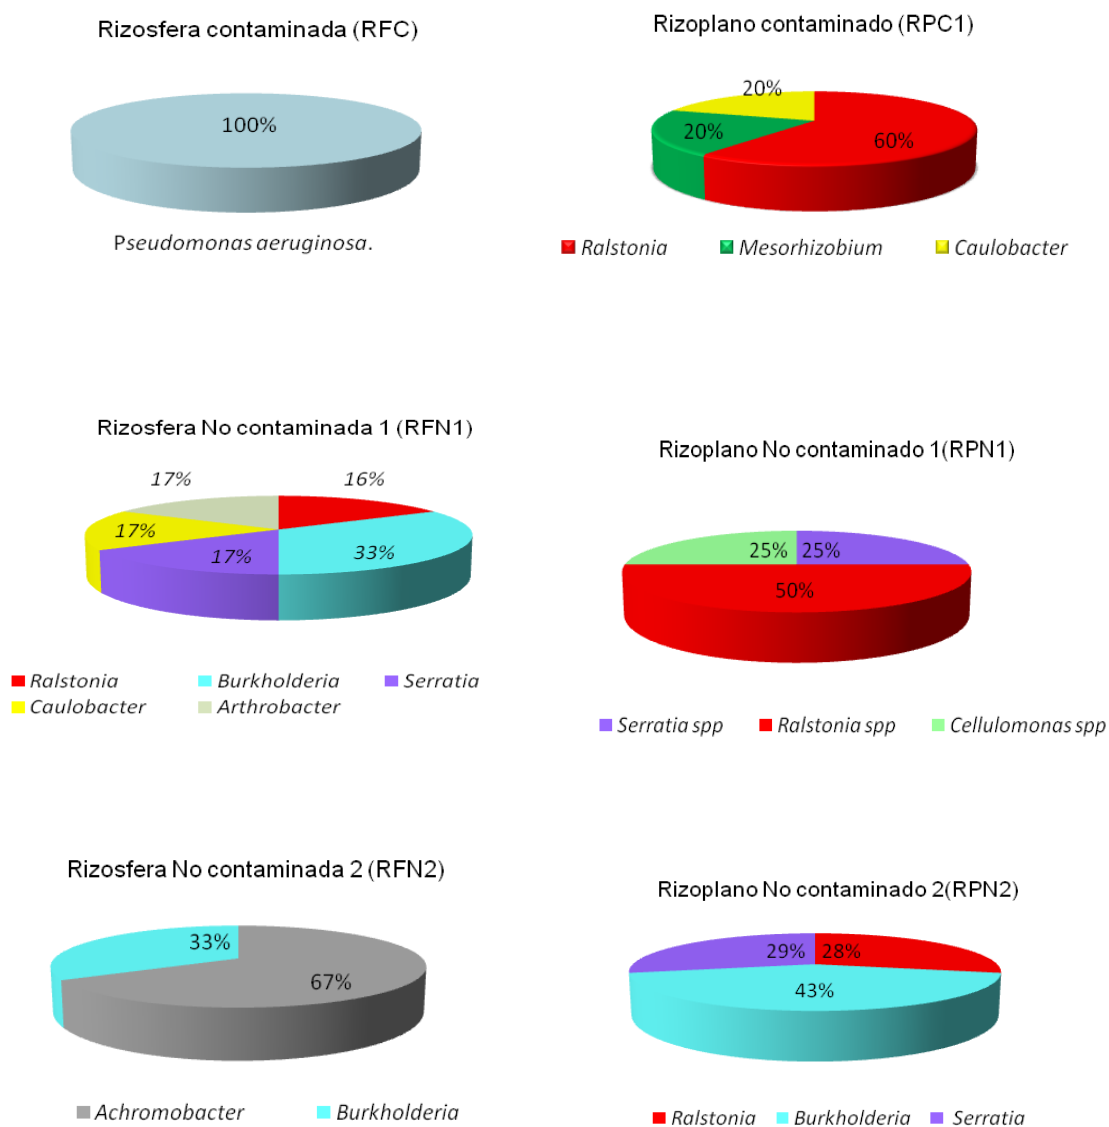 Rizosfera contaminada (RFC)
100%
Pseudomonas aeruginosa.
Rizoplano contaminado (RPC1)
20%
20%
60%
Ralstonia Mesorhizobium Caulobacter
Rizosfera No contaminada 1 (RFN1)
17% 16%
17%
17% 33%
Ralstonia Burkholderia Serratia
Caulobacter Arthrobacter
Rizoplano No contaminado 1(RPN1)
25% 25%
50%
Serratia spp Ralstonia spp Cellulomonas spp
Rizosfera No contaminada 2 (RFN2)
33%
67%
Achromobacter Burkholderia
Rizoplano No contaminado 2(RPN2)
29% 28%
43%
Ralstonia Burkholderia Serratia